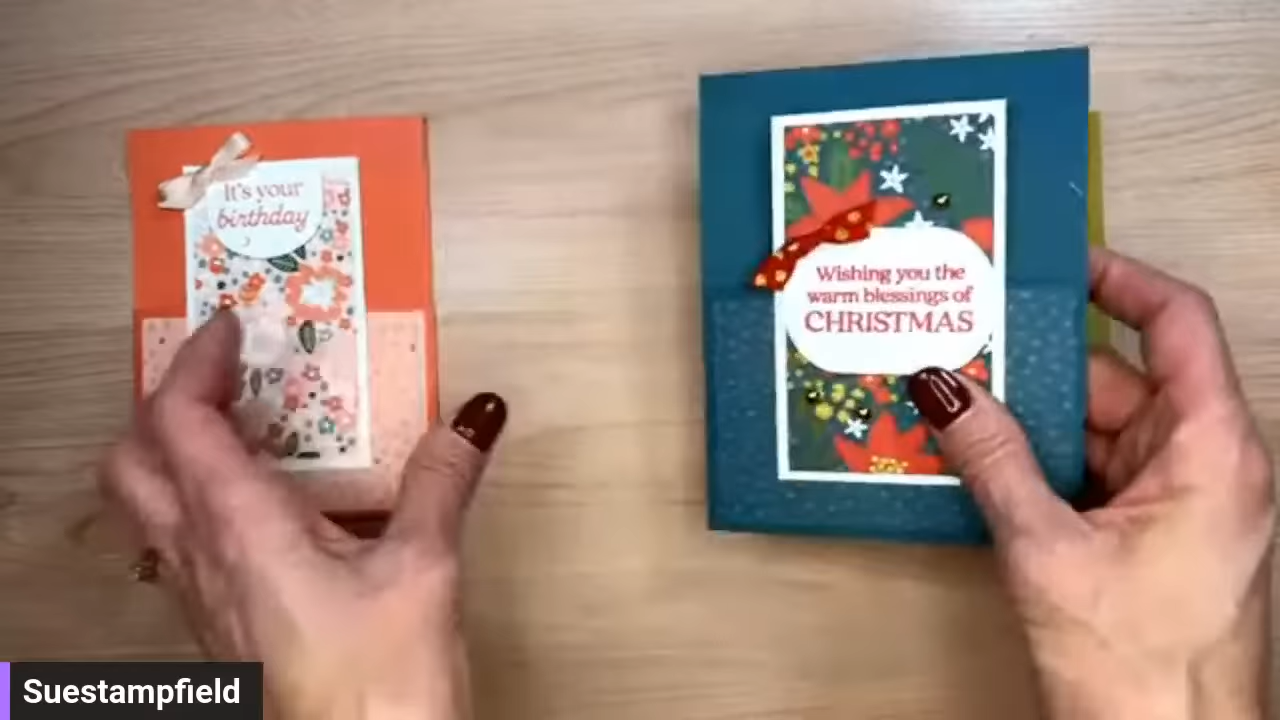 It's your
birthday
Wishing you the
warm blessings of
CHRISTMAS
Suestampfield